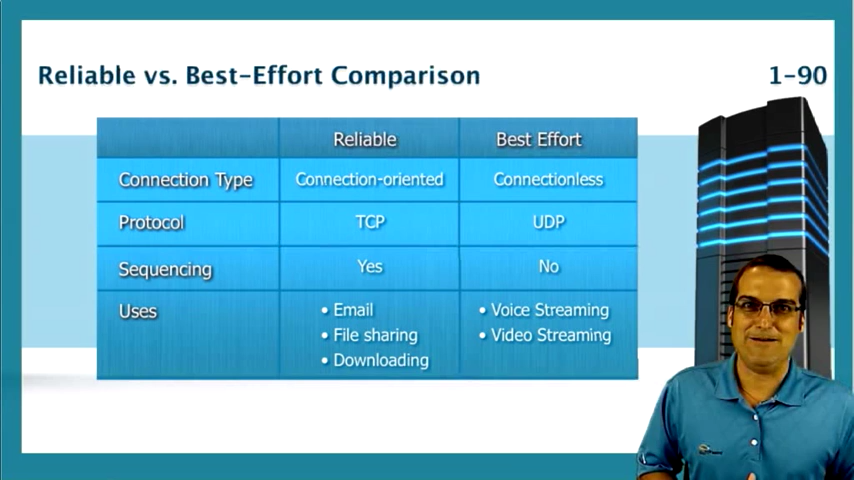 Reliable vs. Best-Effort Comparison 1-90
Reliable Best Effort
Connection Type Connection-oriented Connectionless
Protocol TCP UDP
Sequencing Yes No
Uses • Email • Voice Streaming
• File sharing • Video Streaming
• Downloading